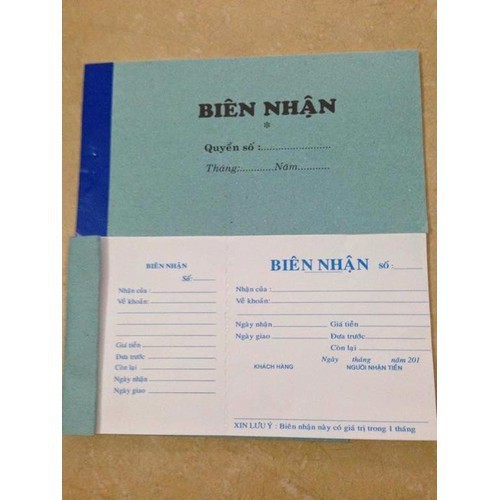 BIÊN NHẬN
*
Quyển số :........................
Tháng:............Năm...........
BIÊN NHẬN
Số:
Nhận của :
Về khoản:
Giá tiền
Đưa trước
Còn lại
Ngày nhận
Ngày giao
BIÊN NHẬN SỐ :
Nhận của :
Về khoản:
Ngày nhận Giá tiền
Ngày giao Đưa trước
Còn lại
Ngày tháng năm 201
KHÁCH HÀNG NGƯỜI NHẬN TIỀN
XIN LƯU Ý : Biên nhận này có giá trị trong 1 tháng